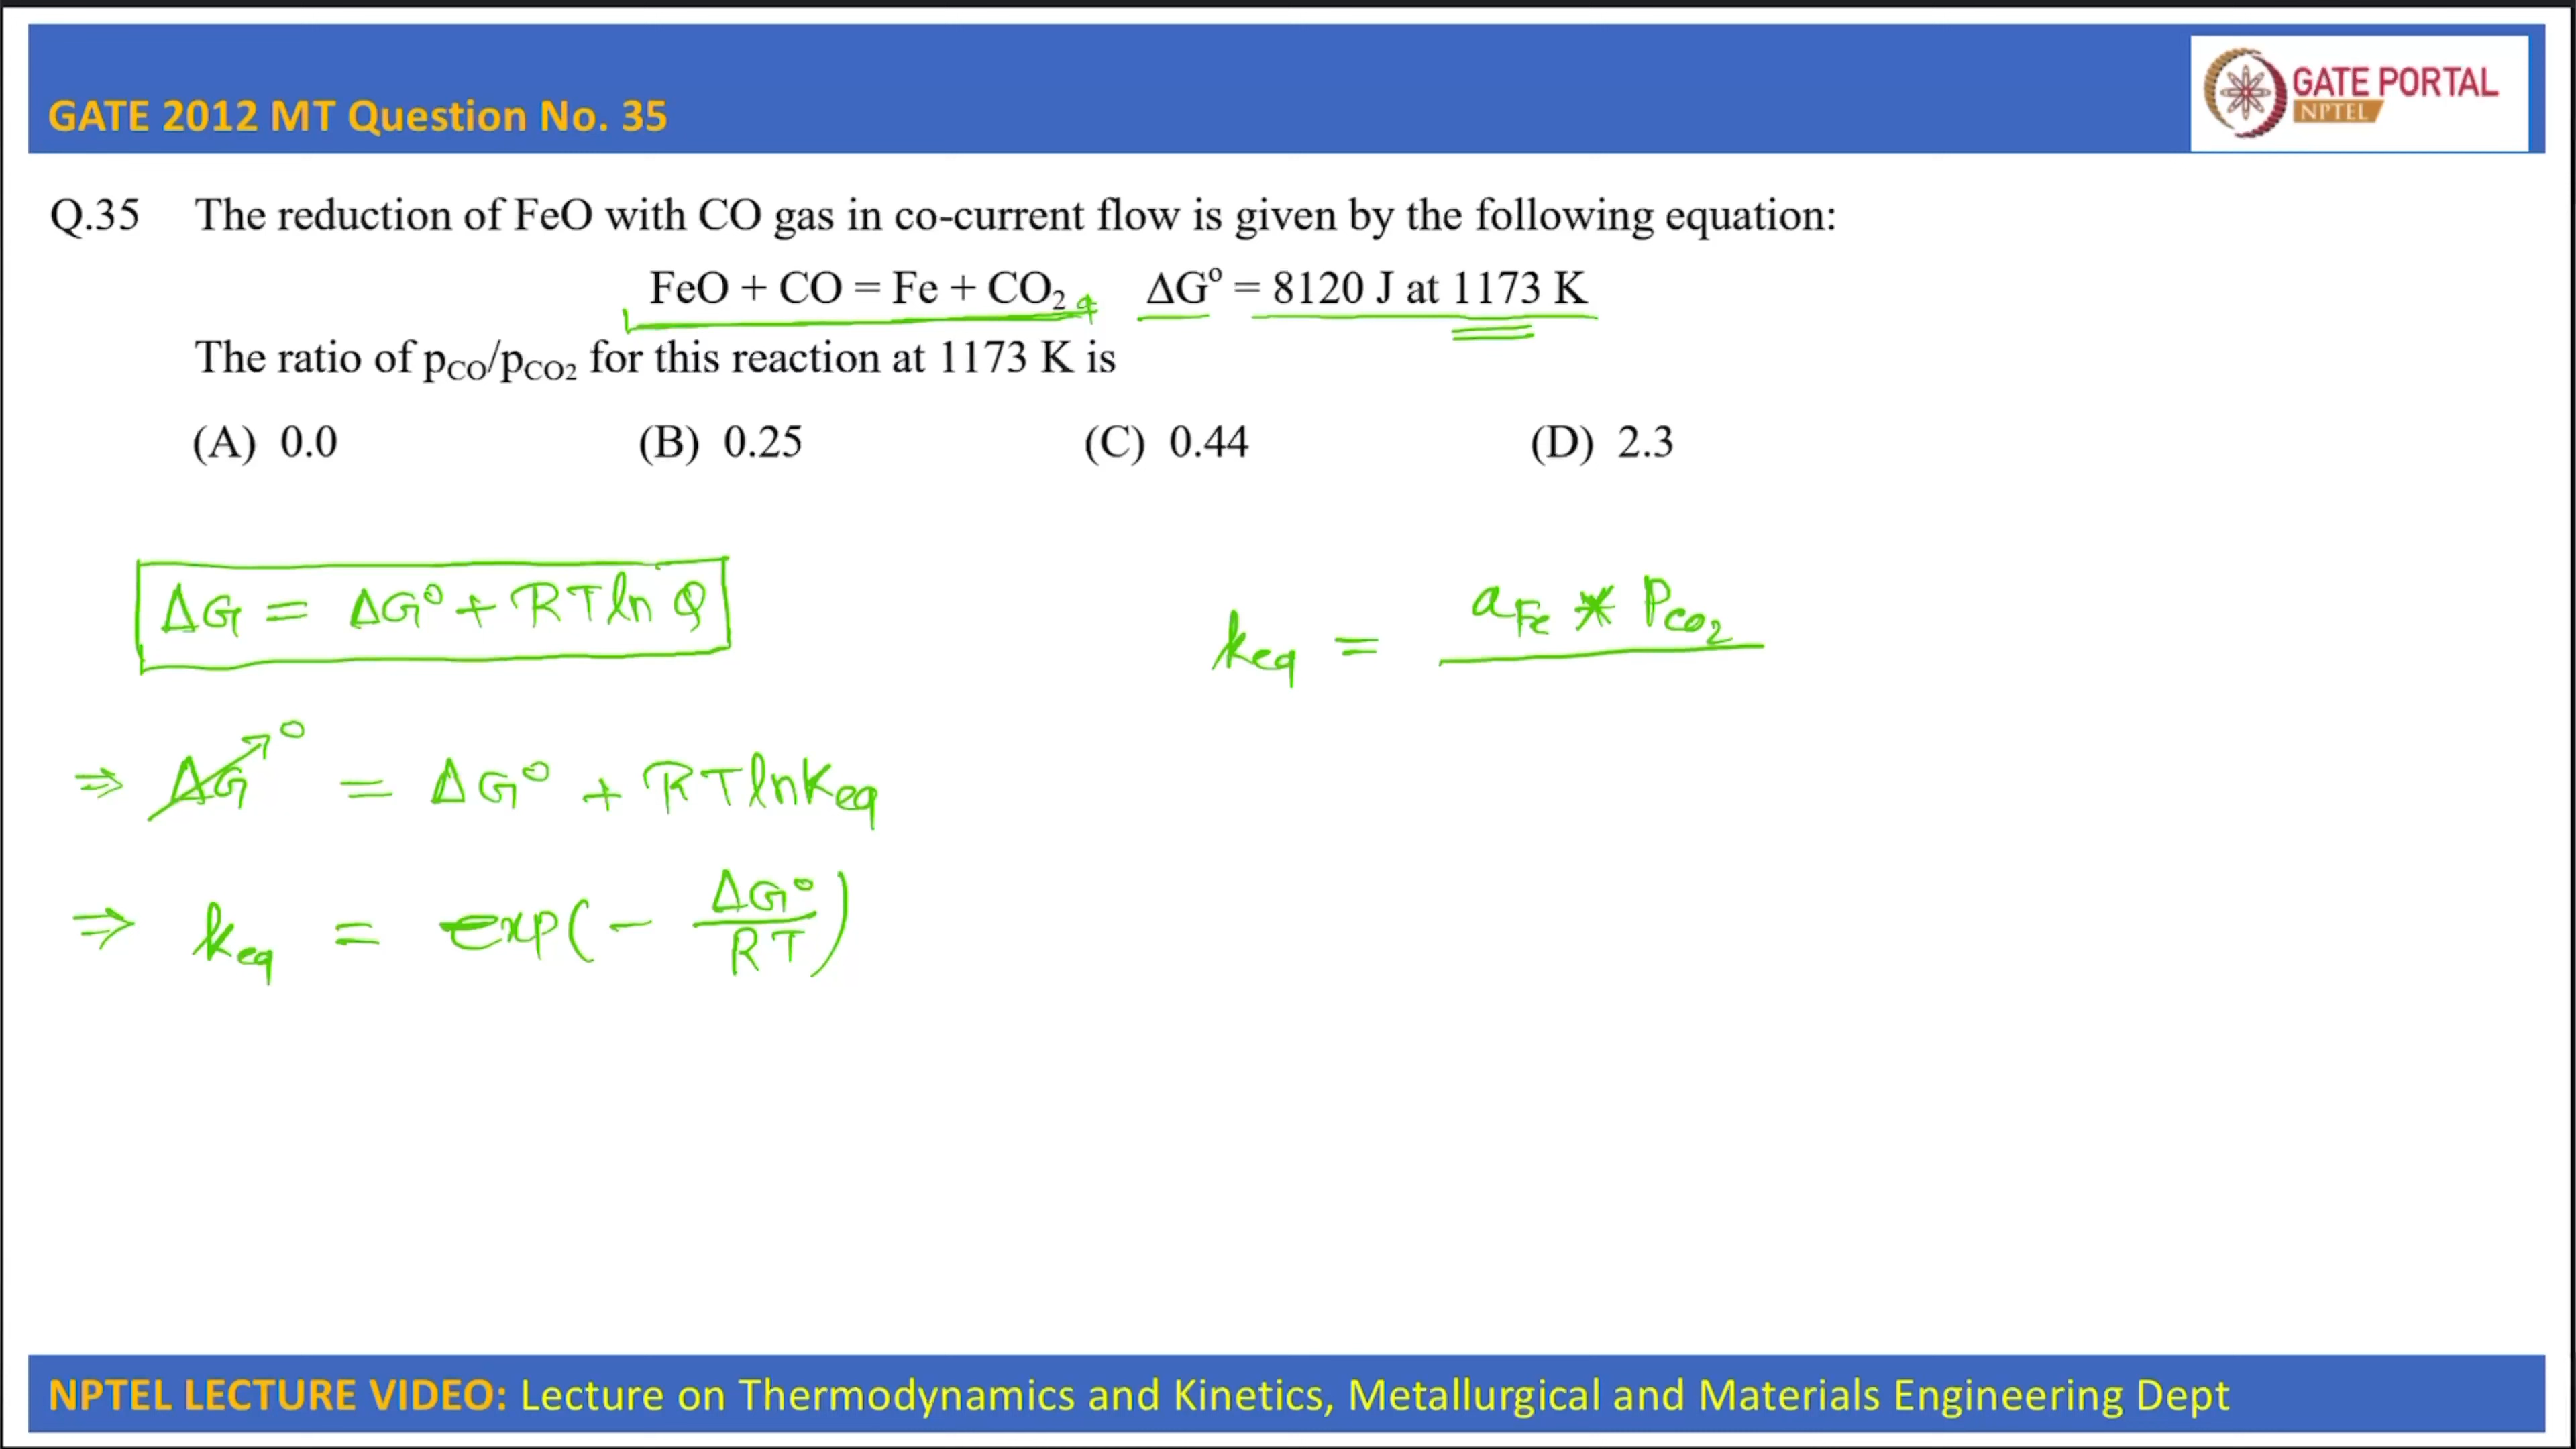 GATE PORTAL
NPTEL
GATE 2012 MT Question No. 35
Q.35 The reduction of FeO with CO gas in co-current flow is given by the following equation:
FeO + CO = Fe + CO₂ ΔG° = 8120 J at 1173 K
The ratio of pCO/pCO2 for this reaction at 1173 K is
(A) 0.0 (B) 0.25 (C) 0.44 (D) 2.3
ΔG = ΔG° + RT ln Q
⇒ ΔG ↗ 0 = ΔG° + RT ln Keq
⇒ keq = exp(- ΔG°/RT)
keq = aFe * PCO₂
NPTEL LECTURE VIDEO: Lecture on Thermodynamics and Kinetics, Metallurgical and Materials Engineering Dept